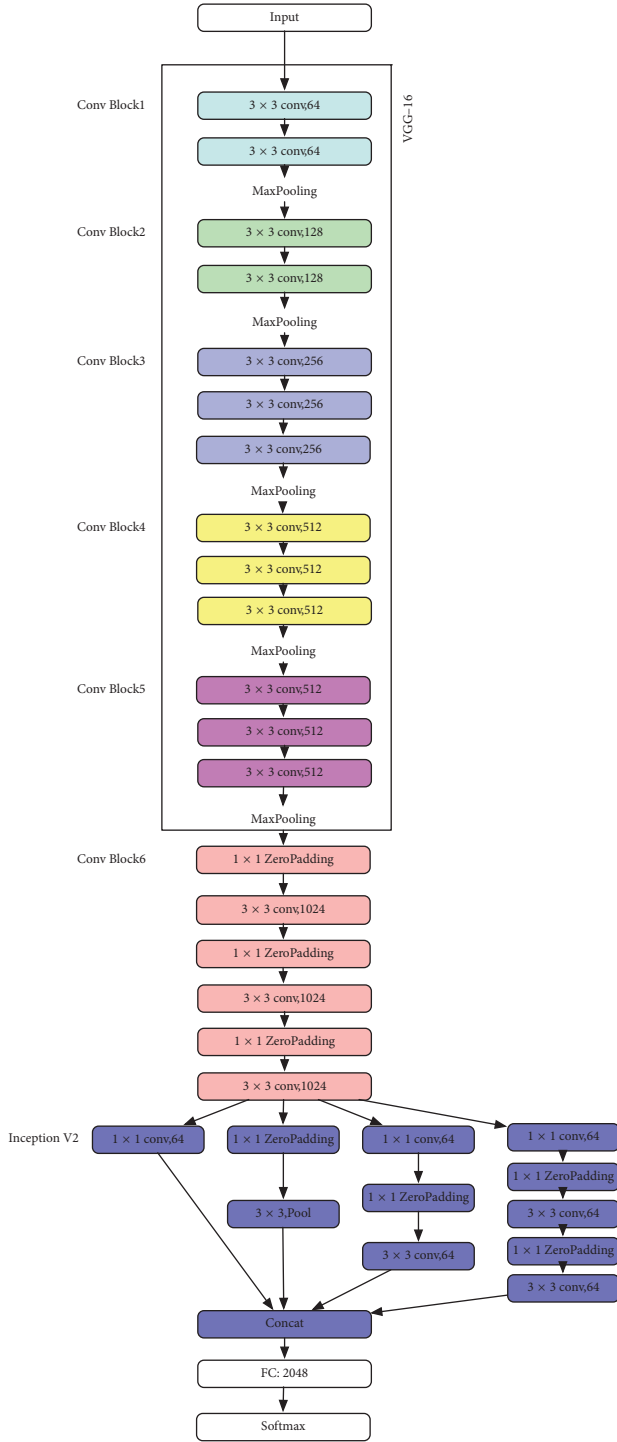 Input
VGG–16
Conv Block1
3 × 3 conv,64
3 × 3 conv,64
MaxPooling
Conv Block2
3 × 3 conv,128
3 × 3 conv,128
MaxPooling
Conv Block3
3 × 3 conv,256
3 × 3 conv,256
3 × 3 conv,256
MaxPooling
Conv Block4
3 × 3 conv,512
3 × 3 conv,512
3 × 3 conv,512
MaxPooling
Conv Block5
3 × 3 conv,512
3 × 3 conv,512
3 × 3 conv,512
MaxPooling
Conv Block6
1 × 1 ZeroPadding
3 × 3 conv,1024
1 × 1 ZeroPadding
3 × 3 conv,1024
1 × 1 ZeroPadding
3 × 3 conv,1024
Inception V2
1 × 1 conv,64
1 × 1 ZeroPadding
3 × 3,Pool
1 × 1 conv,64
1 × 1 ZeroPadding
3 × 3 conv,64
1 × 1 conv,64
1 × 1 ZeroPadding
3 × 3 conv,64
1 × 1 ZeroPadding
3 × 3 conv,64
Concat
FC: 2048
Softmax